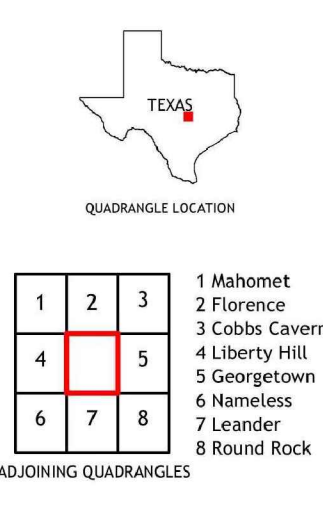 TEXAS
QUADRANGLE LOCATION
1 2 3
4 5
6 7 8
1 Mahomet
2 Florence
3 Cobbs Cavern
4 Liberty Hill
5 Georgetown
6 Nameless
7 Leander
8 Round Rock
ADJOINING QUADRANGLES